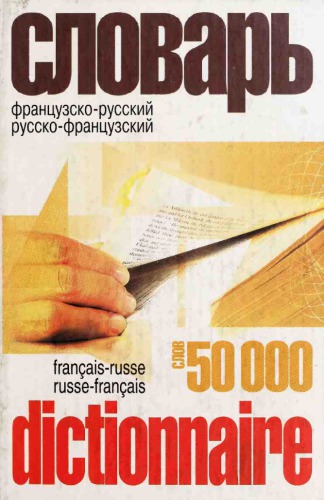 словарь
французско-русский
русско-французский
français-russe
russe-français
слов
50 000
dictionnaire